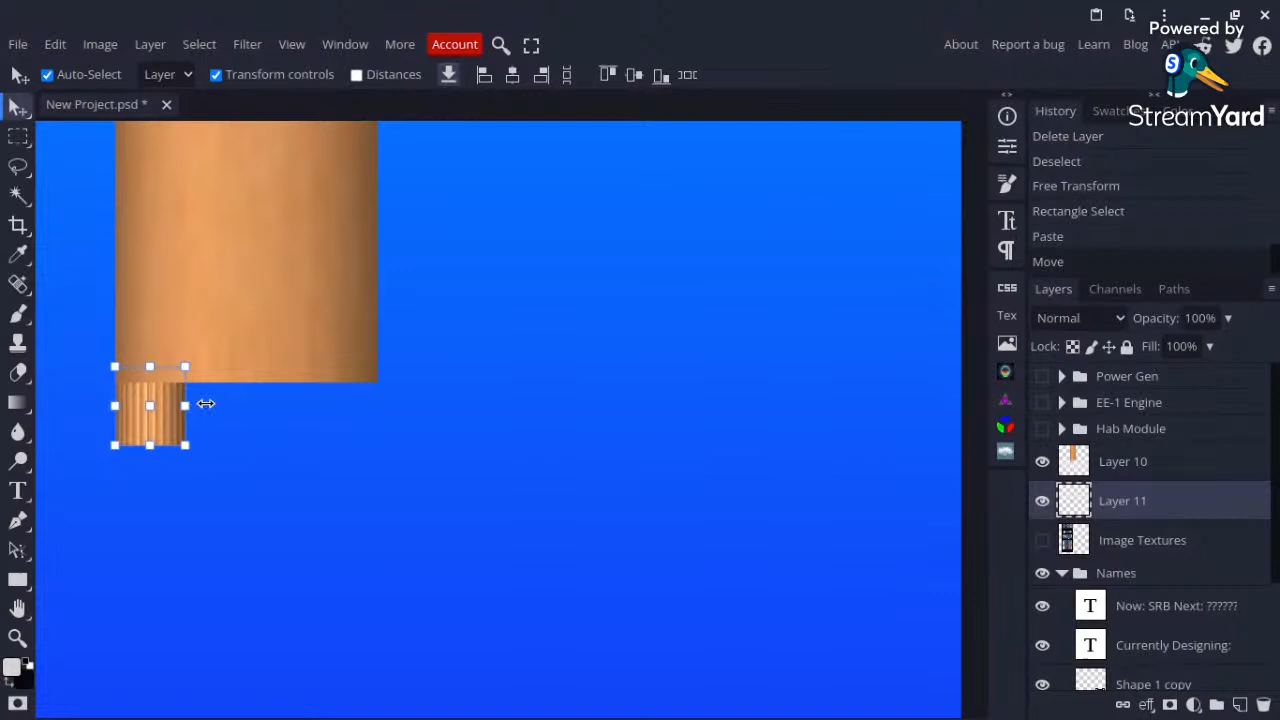 Powered by
StreamYard
File Edit Image Layer Select Filter View Window More Account
About Report a bug Learn Blog
Auto-Select Layer Transform controls Distances
New Project.psd *
History Swatches Color
Delete Layer
Deselect
Free Transform
Rectangle Select
Paste
Move
Layers Channels Paths
Normal Opacity: 100%
Lock: Fill: 100%
Power Gen
EE-1 Engine
Hab Module
Layer 10
Layer 11
Image Textures
Names
Now: SRB Next: ??????
Currently Designing:
Shape 1 copy
CSS
Tex
eff